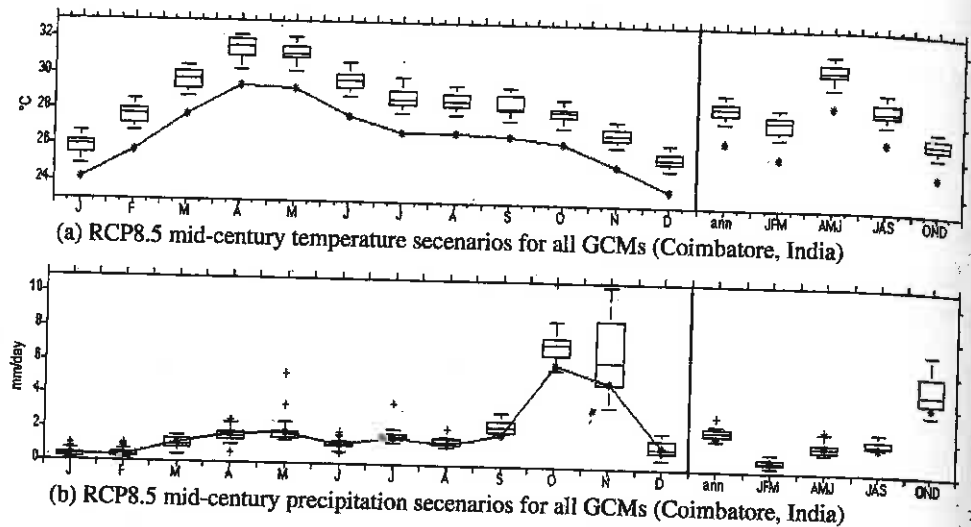 32
30
°C
28
26
24
J F M A M J J A S O N D ann JFM AMJ JAS OND
(a) RCP8.5 mid-century temperature secenarios for all GCMs (Coimbatore, India)
10
8
6
mm/day
4
2
0
J F M A M J J A S O N D ann JFM AMJ JAS OND
(b) RCP8.5 mid-century precipitation secenarios for all GCMs (Coimbatore, India)